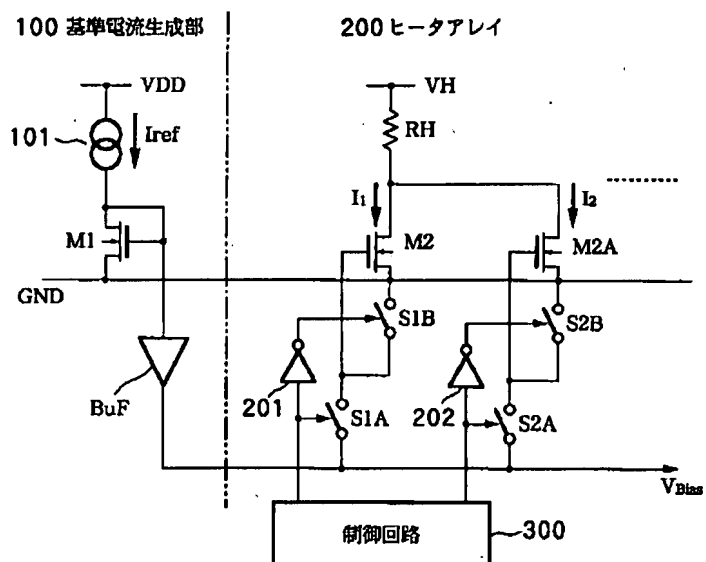 100 基準電流生成部
200 ヒータアレイ
VDD
VH
101
Iref
RH
I1
I2
M1
M2
M2A
GND
S1B
S2B
BuF
201
S1A
202
S2A
VBias
制御回路
300